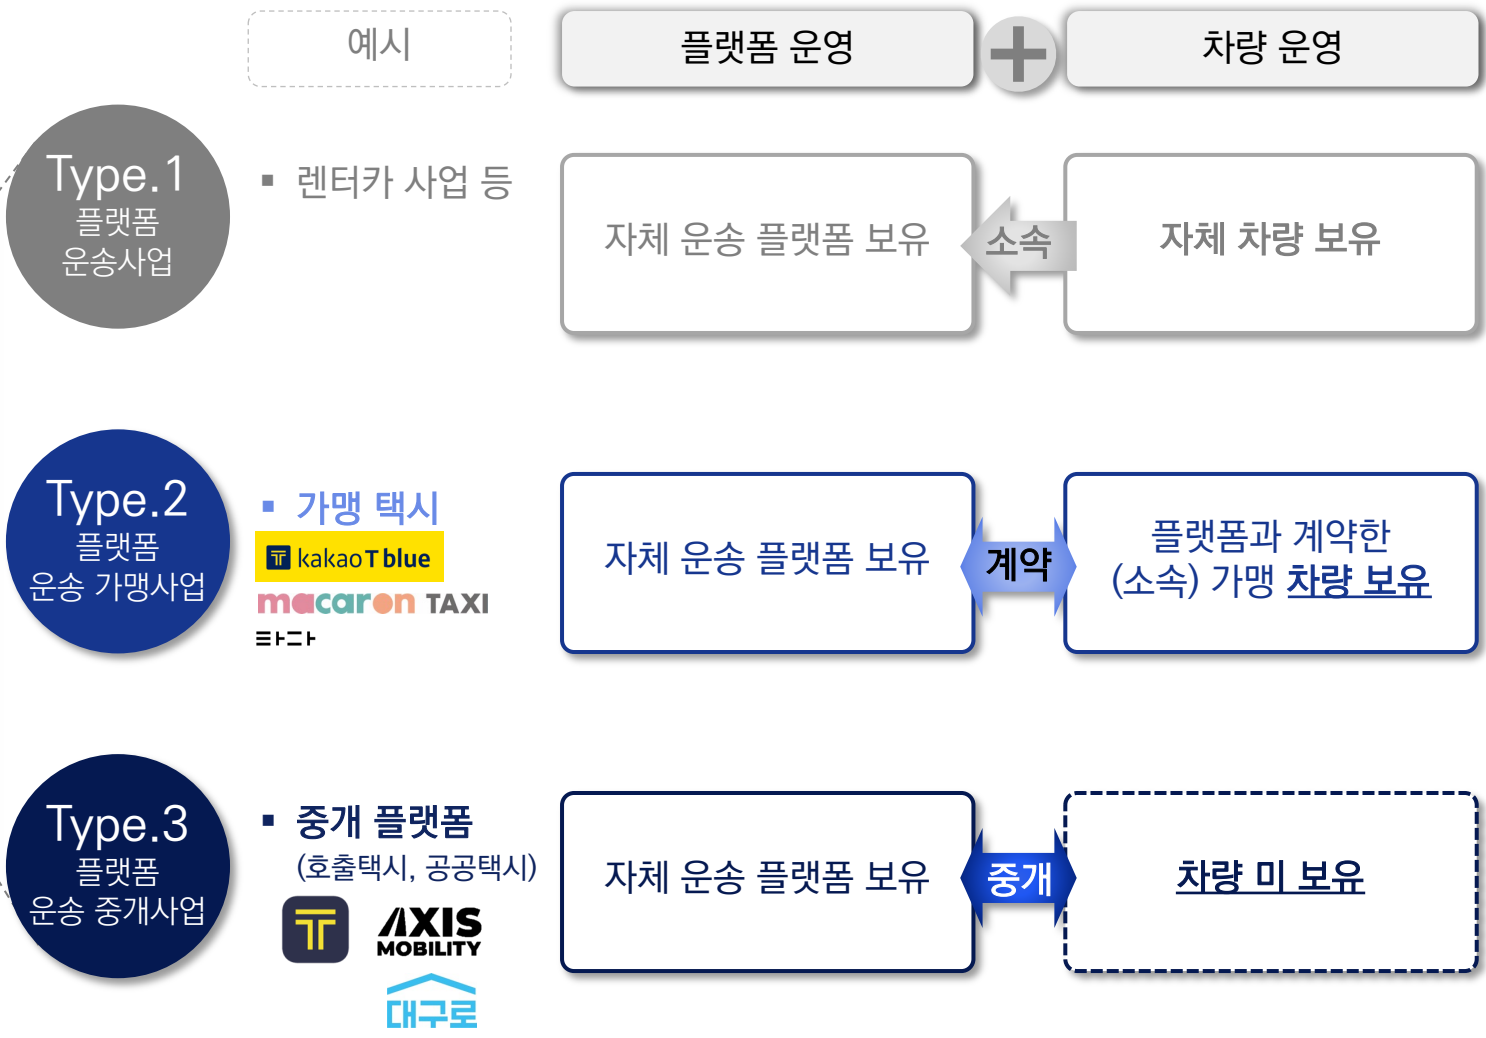 예시
플랫폼 운영
차량 운영
Type.1
플랫폼
운송사업
▪ 렌터카 사업 등
자체 운송 플랫폼 보유
소속
자체 차량 보유
Type.2
플랫폼
운송 가맹사업
▪ 가맹 택시
kakao T blue
macaron TAXI
타다
자체 운송 플랫폼 보유
계약
플랫폼과 계약한
(소속) 가맹 차량 보유
Type.3
플랫폼
운송 중개사업
▪ 중개 플랫폼
(호출택시, 공공택시)
T
AXIS
MOBILITY
대구로
자체 운송 플랫폼 보유
중개
차량 미 보유